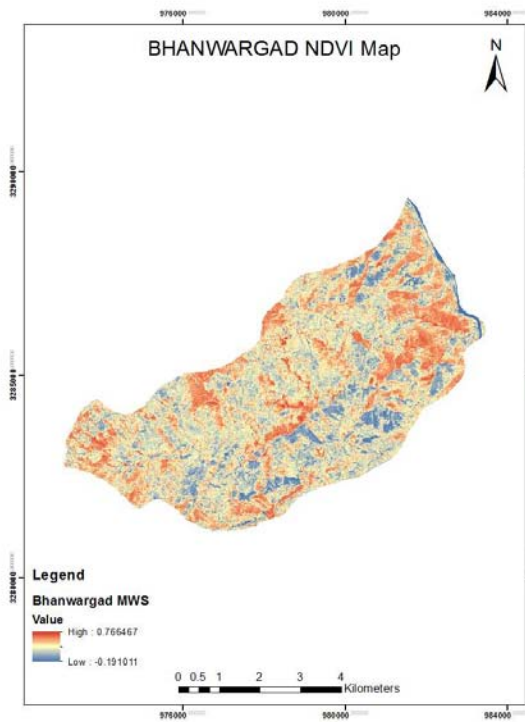 976000 980000 984000
BHANWARGAD NDVI Map
N
3290000
3285000
3280000
Legend
Bhanwargad MWS
Value
High : 0.766467
Low : -0.191011
0 0.5 1 2 3 4
Kilometers
976000 980000 984000